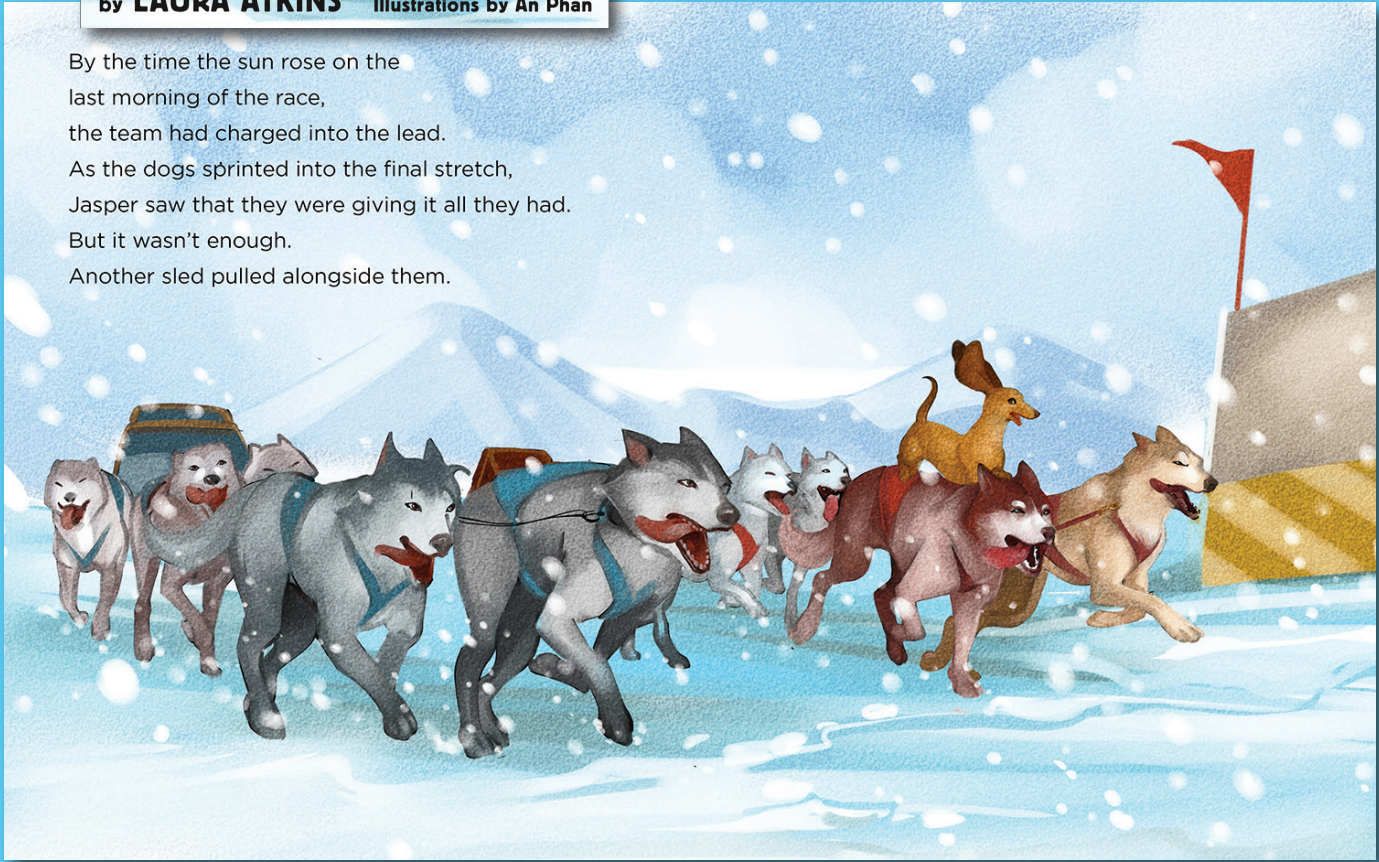 by LAURA ATKINS Illustrations by An Phan
By the time the sun rose on the
last morning of the race,
the team had charged into the lead.
As the dogs sprinted into the final stretch,
Jasper saw that they were giving it all they had.
But it wasn’t enough.
Another sled pulled alongside them.